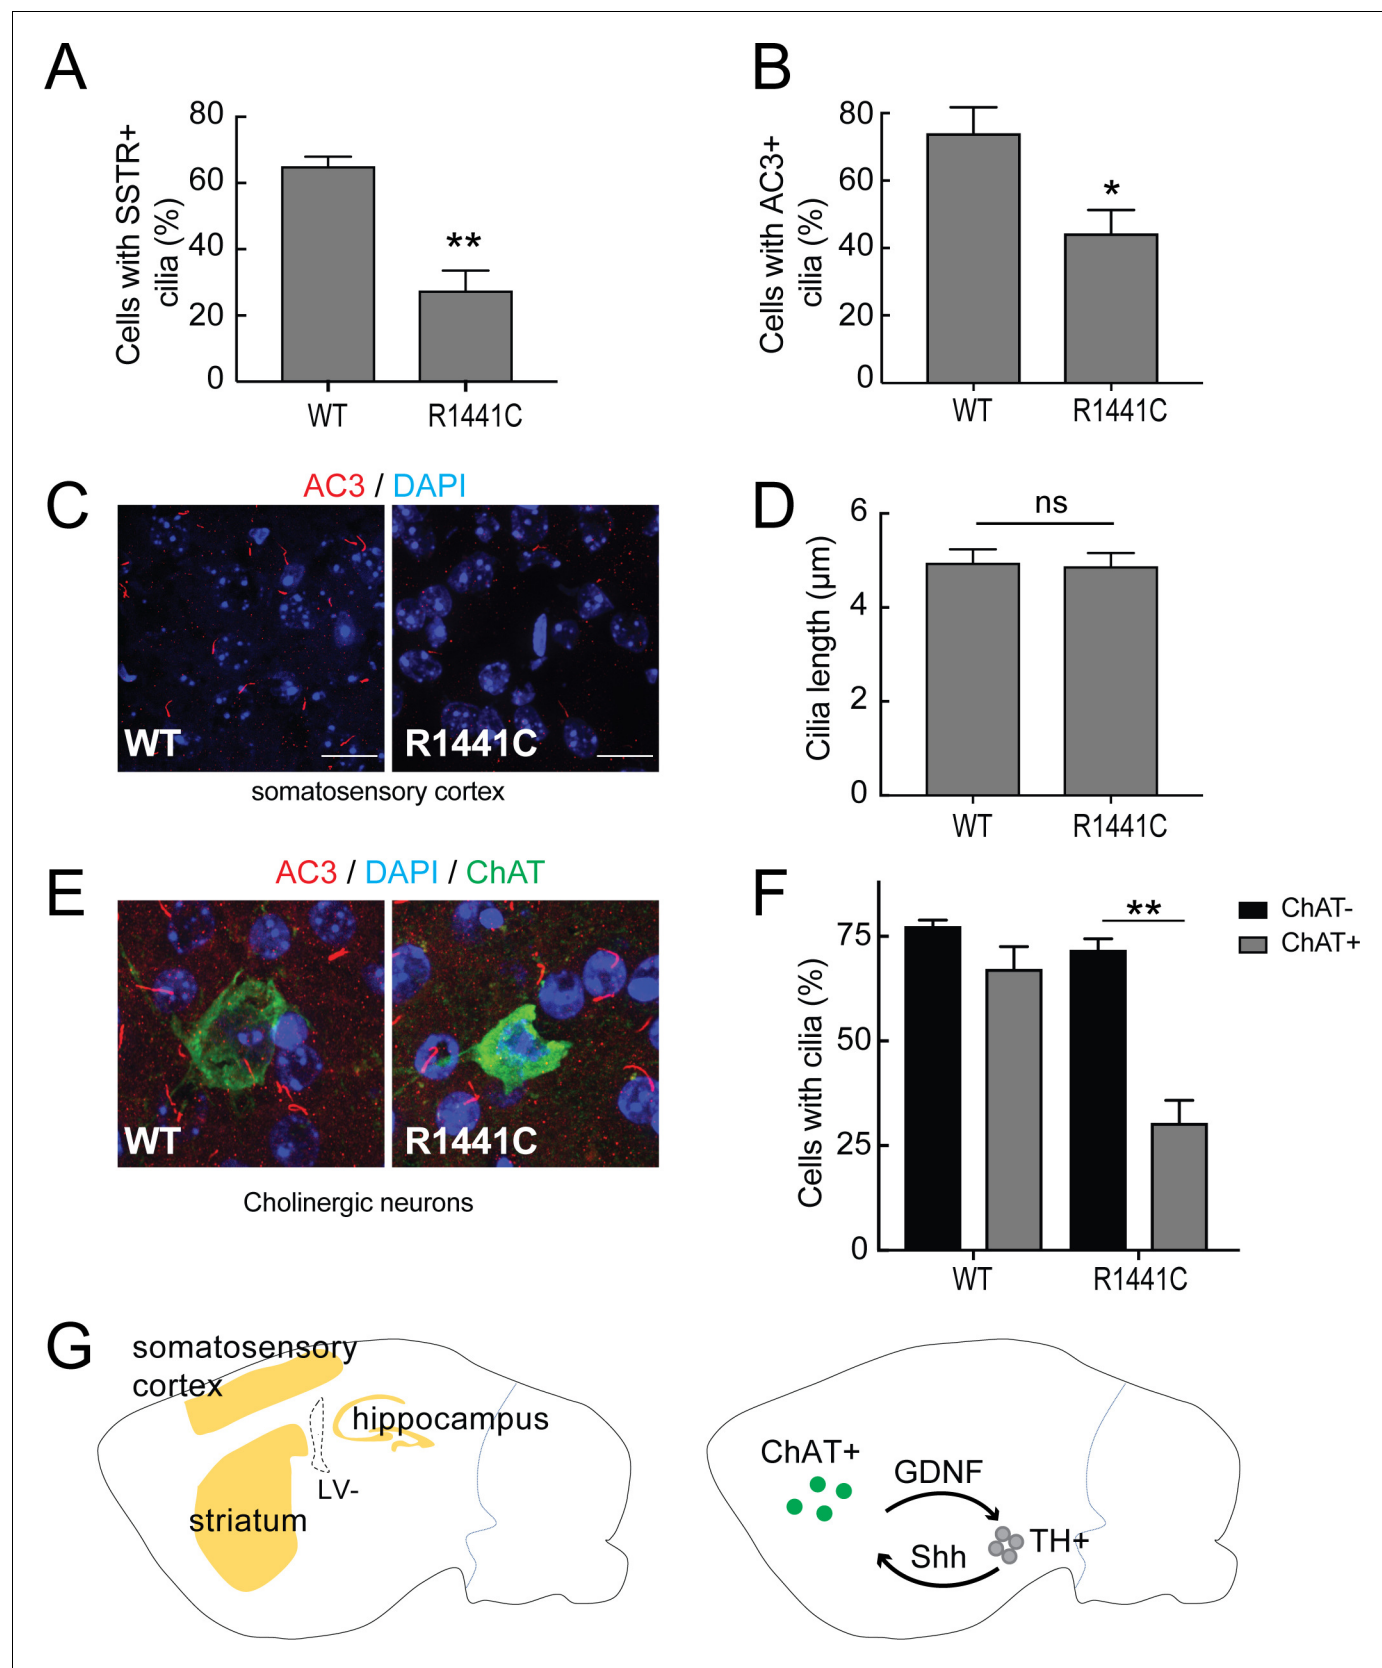 A
Cells with SSTR+
cilia (%)
80
60
40
20
0
**
WT
R1441C
B
Cells with AC3+
cilia (%)
80
60
40
20
0
*
WT
R1441C
C
AC3 / DAPI
WT
R1441C
somatosensory cortex
D
Cilia length (µm)
6
4
2
0
ns
WT
R1441C
E
AC3 / DAPI / ChAT
WT
R1441C
Cholinergic neurons
F
Cells with cilia (%)
75
50
25
0
**
ChAT-
ChAT+
WT
R1441C
G
somatosensory
cortex
hippocampus
LV-
striatum
ChAT+
GDNF
TH+
Shh